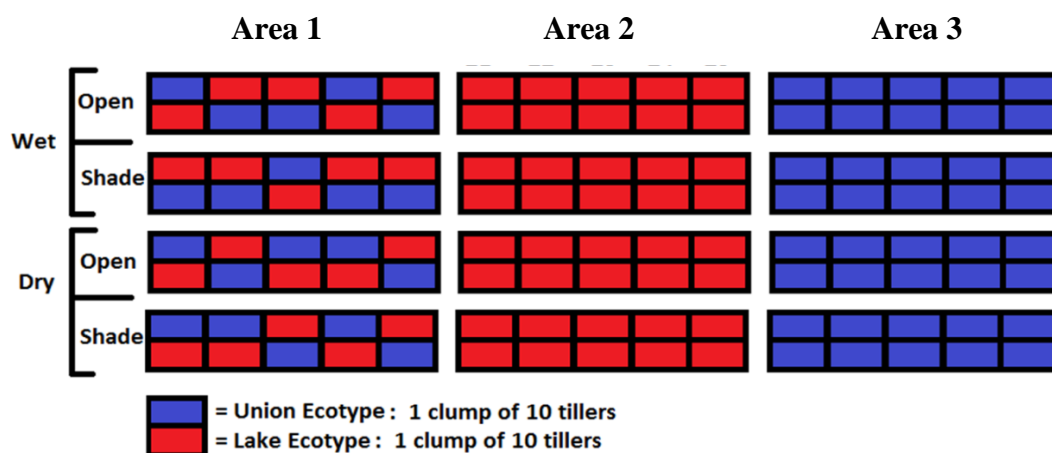 Area 1
Area 2
Area 3
Wet
Open
Shade
Dry
Open
Shade
= Union Ecotype : 1 clump of 10 tillers
= Lake Ecotype : 1 clump of 10 tillers